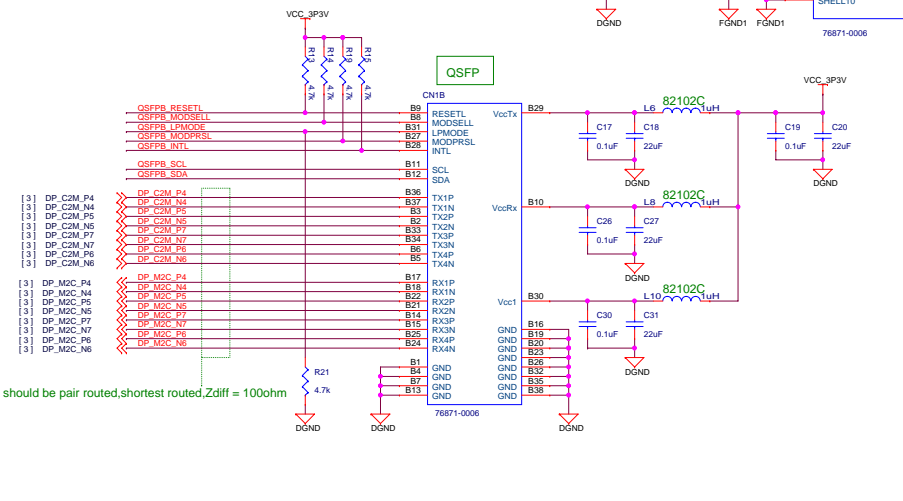 SHELL10
VCC_3P3V
DGND
FGND1
FGND1
76871-0006
R13
R14
R19
R15
4.7k
4.7k
4.7k
4.7k
QSFP
CN1B
VCC_3P3V
82102C
L6
1uH
QSFPB_RESETL
B9
RESETL
VccTx
B29
QSFPB_MODSELL
B8
MODSELL
QSFPB_LPMODE
B31
LPMODE
QSFPB_MODPRSL
B27
MODPRSL
QSFPB_INTL
B28
INTL
C17
0.1uF
C18
22uF
C19
0.1uF
C20
22uF
QSFPB_SCL
B11
SCL
QSFPB_SDA
B12
SDA
DGND
DGND
[ 3 ] DP_C2M_P4
DP_C2M_P4
B36
TX1P
[ 3 ] DP_C2M_N4
DP_C2M_N4
B37
TX1N
[ 3 ] DP_C2M_P5
DP_C2M_P5
B3
TX2P
[ 3 ] DP_C2M_N5
DP_C2M_N5
B2
TX2N
[ 3 ] DP_C2M_P7
DP_C2M_P7
B33
TX3P
[ 3 ] DP_C2M_N7
DP_C2M_N7
B34
TX3N
[ 3 ] DP_C2M_P6
DP_C2M_P6
B6
TX4P
[ 3 ] DP_C2M_N6
DP_C2M_N6
B5
TX4N
VccRx
B10
L8
82102C
1uH
C26
0.1uF
C27
22uF
DGND
[ 3 ] DP_M2C_P4
DP_M2C_P4
B17
RX1P
[ 3 ] DP_M2C_N4
DP_M2C_N4
B18
RX1N
[ 3 ] DP_M2C_P5
DP_M2C_P5
B22
RX2P
[ 3 ] DP_M2C_N5
DP_M2C_N5
B21
RX2N
[ 3 ] DP_M2C_P7
DP_M2C_P7
B14
RX3P
[ 3 ] DP_M2C_N7
DP_M2C_N7
B15
RX3N
[ 3 ] DP_M2C_P6
DP_M2C_P6
B25
RX4P
[ 3 ] DP_M2C_N6
DP_M2C_N6
B24
RX4N
Vcc1
B30
L10
82102C
1uH
C30
0.1uF
C31
22uF
DGND
GND
B16
GND
B19
GND
B20
GND
B23
GND
B26
GND
B32
GND
B35
GND
B38
B1
GND
B4
GND
B7
GND
B13
GND
R21
4.7k
should be pair routed,shortest routed,Zdiff = 100ohm
76871-0006
DGND
DGND
DGND